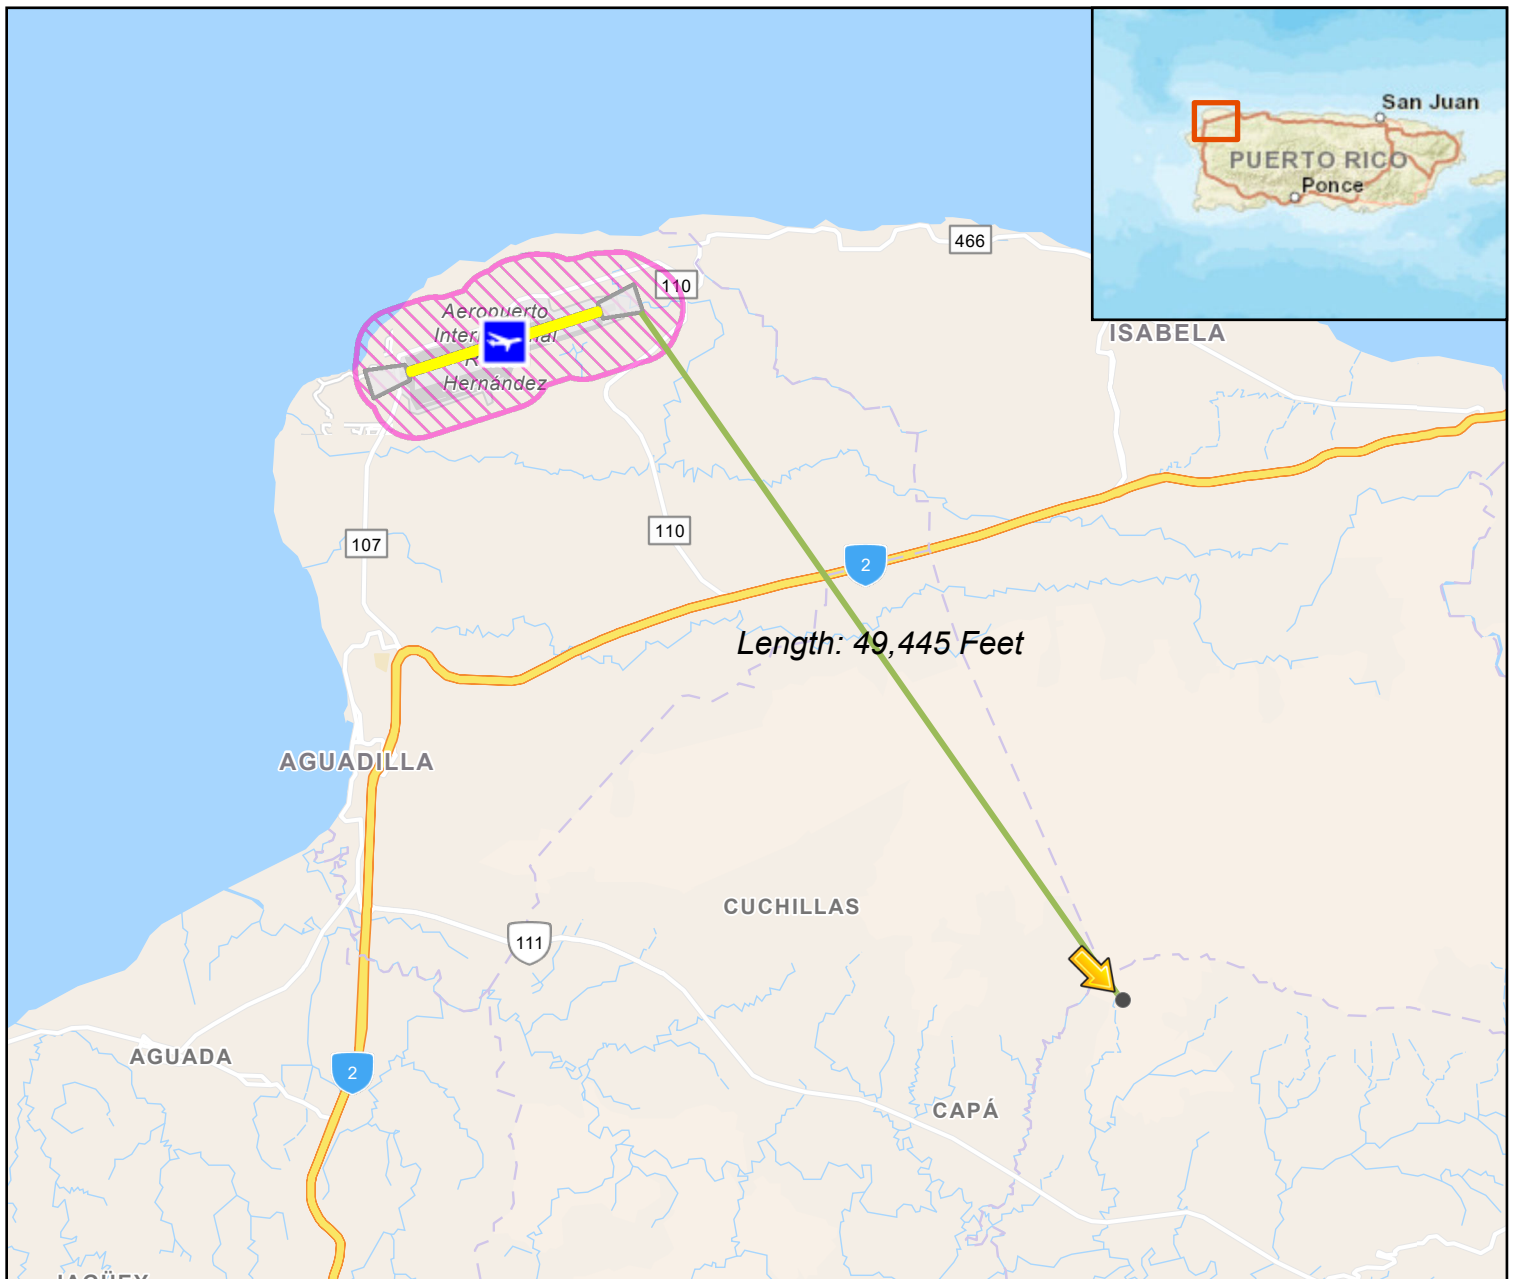 San Juan
PUERTO RICO
Ponce
466
110
Aeropuerto
Hernández
ISABELA
107
110
2
Length: 49,445 Feet
AGUADILLA
CUCHILLAS
111
AGUADA
2
CAPÁ
JAGÜEY